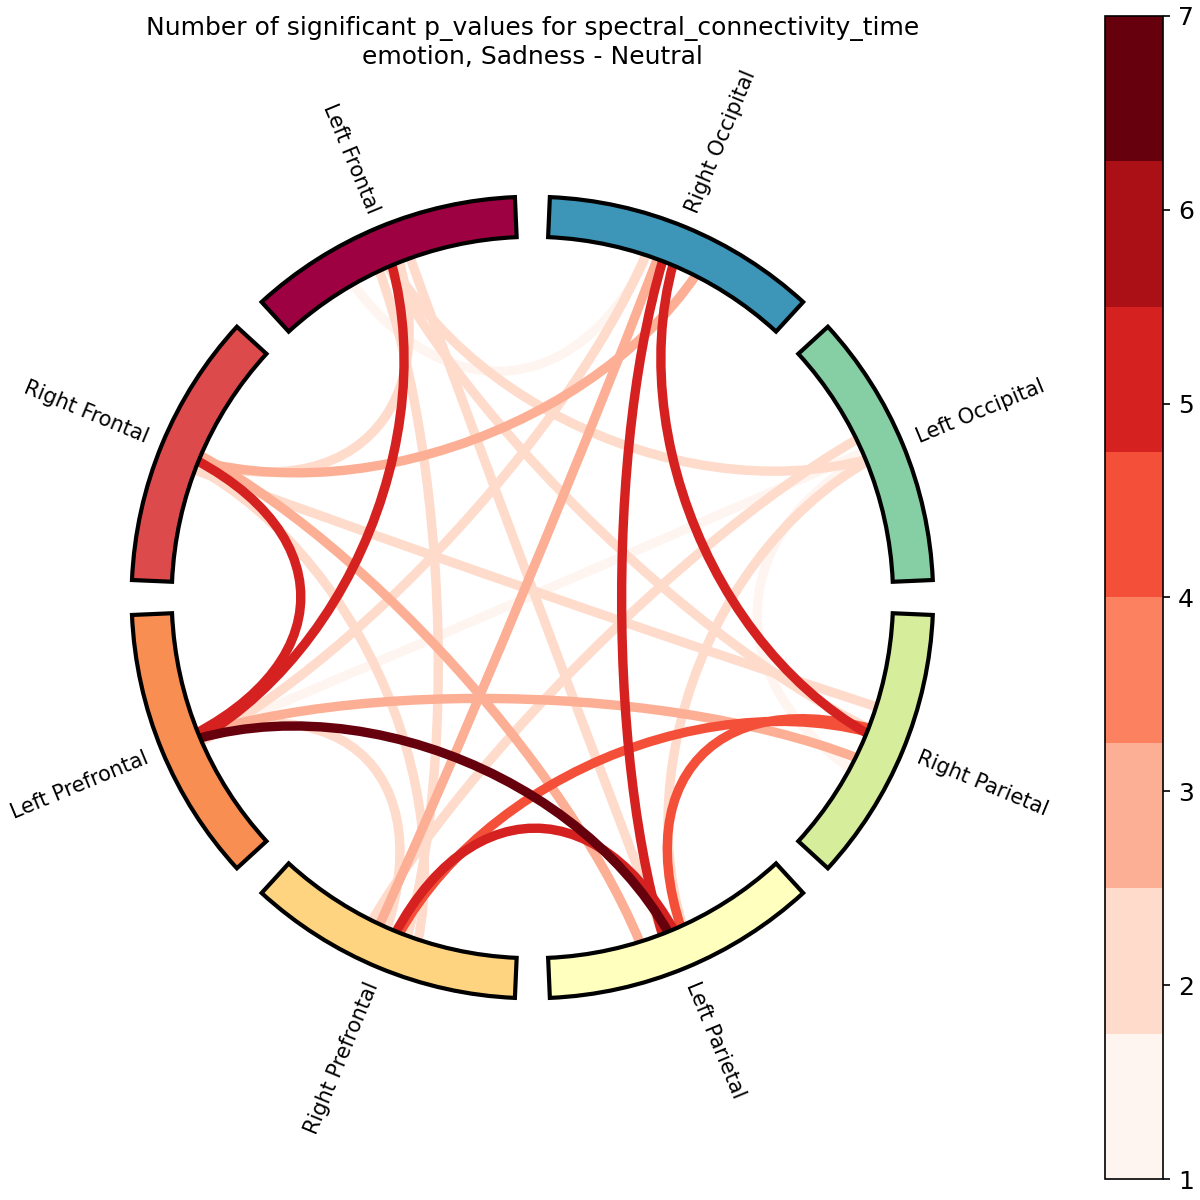 Number of significant p_values for spectral_connectivity_time
emotion, Sadness - Neutral
Left Frontal
Right Occipital
Right Frontal
Left Occipital
Left Prefrontal
Right Parietal
Right Prefrontal
Left Parietal
7
6
5
4
3
2
1